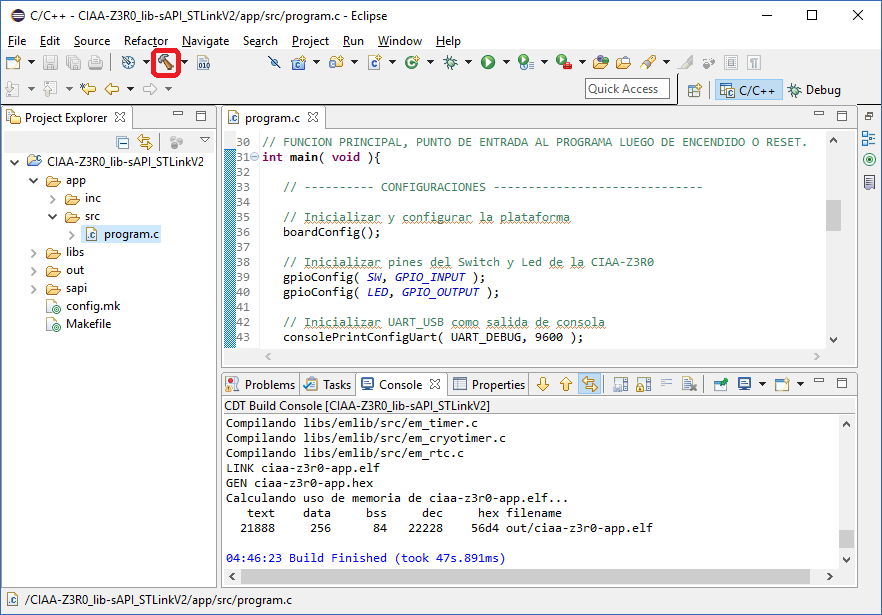 C/C++ - CIAA-Z3R0_lib-sAPI_STLinkV2/app/src/program.c - Eclipse
File Edit Source Refactor Navigate Search Project Run Window Help
010
Quick Access
C/C++
Debug
Project Explorer
CIAA-Z3R0_lib-sAPI_STLinkV2
app
inc
src
program.c
libs
out
sapi
config.mk
Makefile
program.c
30 // FUNCION PRINCIPAL, PUNTO DE ENTRADA AL PROGRAMA LUEGO DE ENCENDIDO O RESET.
31 int main( void ){
32
33 // ---------- CONFIGURACIONES ------------------------------
34
35 // Inicializar y configurar la plataforma
36 boardConfig();
37
38 // Inicializar pines del Switch y Led de la CIAA-Z3R0
39 gpioConfig( SW, GPIO_INPUT );
40 gpioConfig( LED, GPIO_OUTPUT );
41
42 // Inicializar UART_USB como salida de consola
43 consolePrintConfigUart( UART_DEBUG, 9600 );
Problems Tasks Console Properties
CDT Build Console [CIAA-Z3R0_lib-sAPI_STLinkV2]
Compilando libs/emlib/src/em_timer.c
Compilando libs/emlib/src/em_cryotimer.c
Compilando libs/emlib/src/em_rtc.c
LINK ciaa-z3r0-app.elf
GEN ciaa-z3r0-app.hex
Calculando uso de memoria de ciaa-z3r0-app.elf...
text data bss dec hex filename
21888 256 84 22228 56d4 out/ciaa-z3r0-app.elf
04:46:23 Build Finished (took 47s.891ms)
/CIAA-Z3R0_lib-sAPI_STLinkV2/app/src/program.c